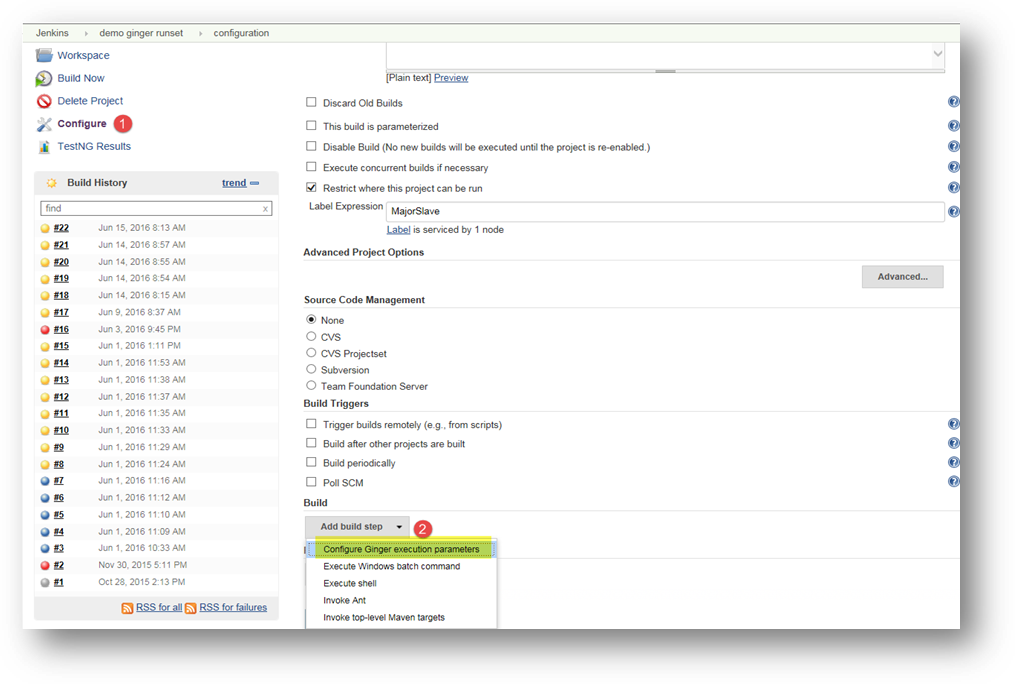 Jenkins › demo ginger runset › configuration
Workspace
Build Now
Delete Project
Configure 1
TestNG Results
Build History trend
find x
#22 Jun 15, 2016 8:13 AM
#21 Jun 14, 2016 8:57 AM
#20 Jun 14, 2016 8:55 AM
#19 Jun 14, 2016 8:54 AM
#18 Jun 14, 2016 8:15 AM
#17 Jun 9, 2016 8:37 AM
#16 Jun 3, 2016 9:45 PM
#15 Jun 1, 2016 1:11 PM
#14 Jun 1, 2016 11:53 AM
#13 Jun 1, 2016 11:38 AM
#12 Jun 1, 2016 11:37 AM
#11 Jun 1, 2016 11:35 AM
#10 Jun 1, 2016 11:33 AM
#9 Jun 1, 2016 11:29 AM
#8 Jun 1, 2016 11:24 AM
#7 Jun 1, 2016 11:16 AM
#6 Jun 1, 2016 11:12 AM
#5 Jun 1, 2016 11:10 AM
#4 Jun 1, 2016 11:09 AM
#3 Jun 1, 2016 10:33 AM
#2 Nov 30, 2015 5:11 PM
#1 Oct 28, 2015 2:13 PM
RSS for all RSS for failures
[Plain text] Preview
Discard Old Builds
This build is parameterized
Disable Build (No new builds will be executed until the project is re-enabled.)
Execute concurrent builds if necessary
Restrict where this project can be run
Label Expression MajorSlave
Label is serviced by 1 node
Advanced Project Options
Advanced...
Source Code Management
None
CVS
CVS Projectset
Subversion
Team Foundation Server
Build Triggers
Trigger builds remotely (e.g., from scripts)
Build after other projects are built
Build periodically
Poll SCM
Build
Add build step 2
Configure Ginger execution parameters
Execute Windows batch command
Execute shell
Invoke Ant
Invoke top-level Maven targets